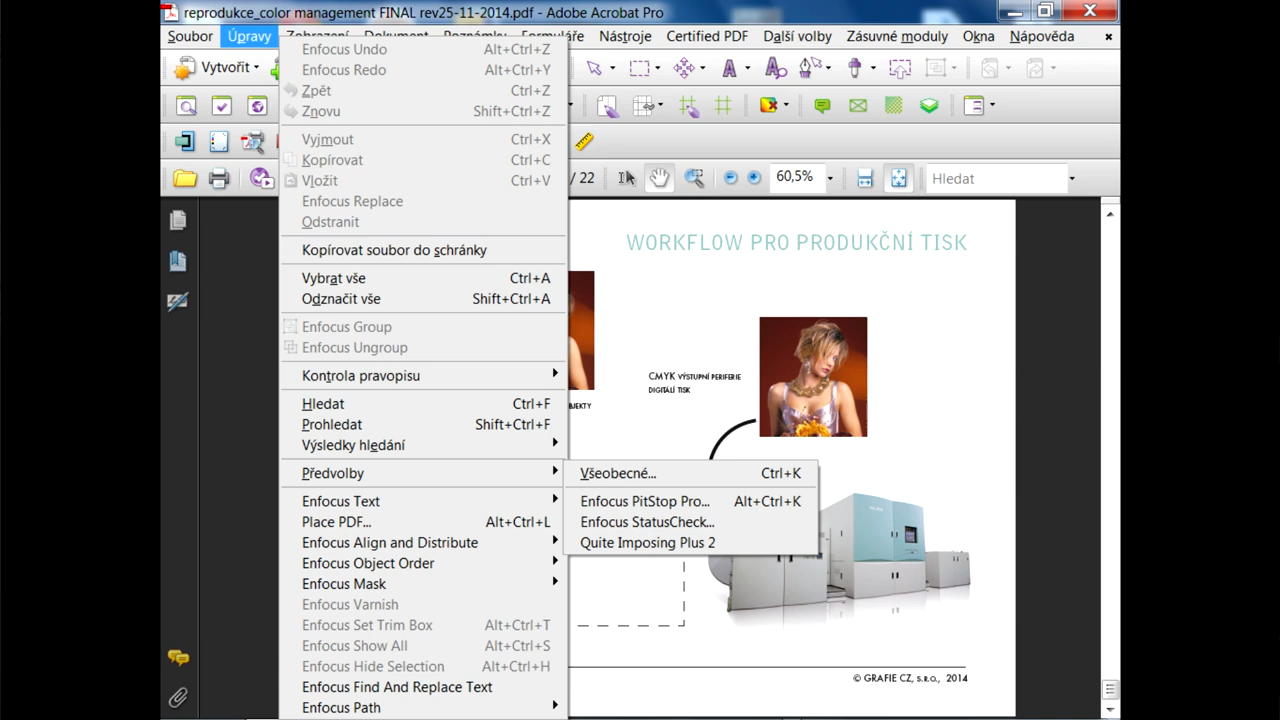 reprodukce_color management FINAL rev25-11-2014.pdf - Adobe Acrobat Pro
Soubor Úpravy Zobrazení Dokument Poznámky Formuláře Nástroje Certified PDF Další volby Zásuvné moduly Okna Nápověda
Vytvořit
/ 22 60,5% Hledat
Enfocus Undo Alt+Ctrl+Z
Enfocus Redo Alt+Ctrl+Y
Zpět Ctrl+Z
Znovu Shift+Ctrl+Z
Vyjmout Ctrl+X
Kopírovat Ctrl+C
Vložit Ctrl+V
Enfocus Replace
Odstranit
Kopírovat soubor do schránky
Vybrat vše Ctrl+A
Odznačit vše Shift+Ctrl+A
Enfocus Group
Enfocus Ungroup
Kontrola pravopisu
Hledat Ctrl+F
Prohledat Shift+Ctrl+F
Výsledky hledání
Předvolby
Enfocus Text
Place PDF... Alt+Ctrl+L
Enfocus Align and Distribute
Enfocus Object Order
Enfocus Mask
Enfocus Varnish
Enfocus Set Trim Box Alt+Ctrl+T
Enfocus Show All Alt+Ctrl+S
Enfocus Hide Selection Alt+Ctrl+H
Enfocus Find And Replace Text
Enfocus Path
Všeobecné... Ctrl+K
Enfocus PitStop Pro... Alt+Ctrl+K
Enfocus StatusCheck...
Quite Imposing Plus 2
WORKFLOW PRO PRODUKČNÍ TISK
CMYK VÝSTUPNÍ PERIFERIE
DIGITÁLÍ TISK
BJEKTY
© GRAFIE CZ, s.r.o., 2014